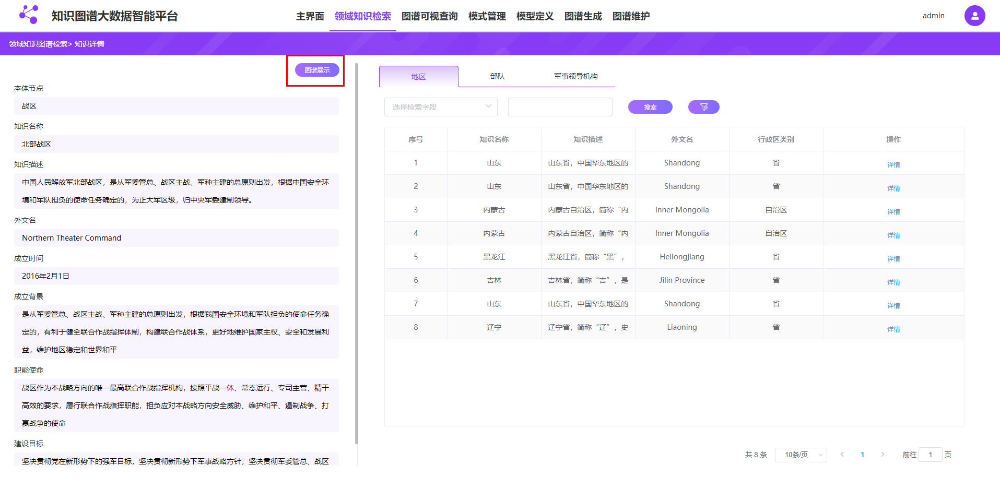 知识图谱大数据智能平台
主界面 领域知识检索 图谱可视查询 模式管理 模型定义 图谱生成 图谱维护
admin
领域知识图谱检索> 知识详情
图谱展示
本体节点
战区
知识名称
北部战区
知识描述
中国人民解放军北部战区，是从军委管总、战区主战、军种主建的总原则出发，根据中国安全环
境和军队担负的使命任务确定的，为正大军区级，归中央军委建制领导。
外文名
Northern Theater Command
成立时间
2016年2月1日
成立背景
是从军委管总、战区主战、军种主建的总原则出发，根据我国安全环境和军队担负的使命任务确
定的，有利于健全联合作战指挥体制，构建联合作战体系，更好地维护国家主权、安全和发展利
益，维护地区稳定和世界和平
职能使命
战区作为本战略方向的唯一最高联合作战指挥机构，按照平战一体、常态运行、专司主营、精干
高效的要求，履行联合作战指挥职能，担负应对本战略方向安全威胁、维护和平、遏制战争、打
赢战争的使命
建设目标
坚决贯彻党在新形势下的强军目标，坚决贯彻新形势下军事战略方针，坚决贯彻军委管总、战区
地区 部队 军事领导机构
选择检索字段 搜索
序号 知识名称 知识描述 外文名 行政区类别 操作
1 山东 山东省，中国华东地区的 Shandong 省 详情
2 山东 山东省，中国华东地区的 Shandong 省 详情
3 内蒙古 内蒙古自治区，简称“内 Inner Mongolia 自治区 详情
4 内蒙古 内蒙古自治区，简称“内 Inner Mongolia 自治区 详情
5 黑龙江 黑龙江省，简称“黑”， Heilongjiang 省 详情
6 吉林 吉林省，简称“吉”，是 Jilin Province 省 详情
7 山东 山东省，中国华东地区的 Shandong 省 详情
8 辽宁 辽宁省，简称“辽”，史 Liaoning 省 详情
共 8 条 10条/页 1 前往 1 页